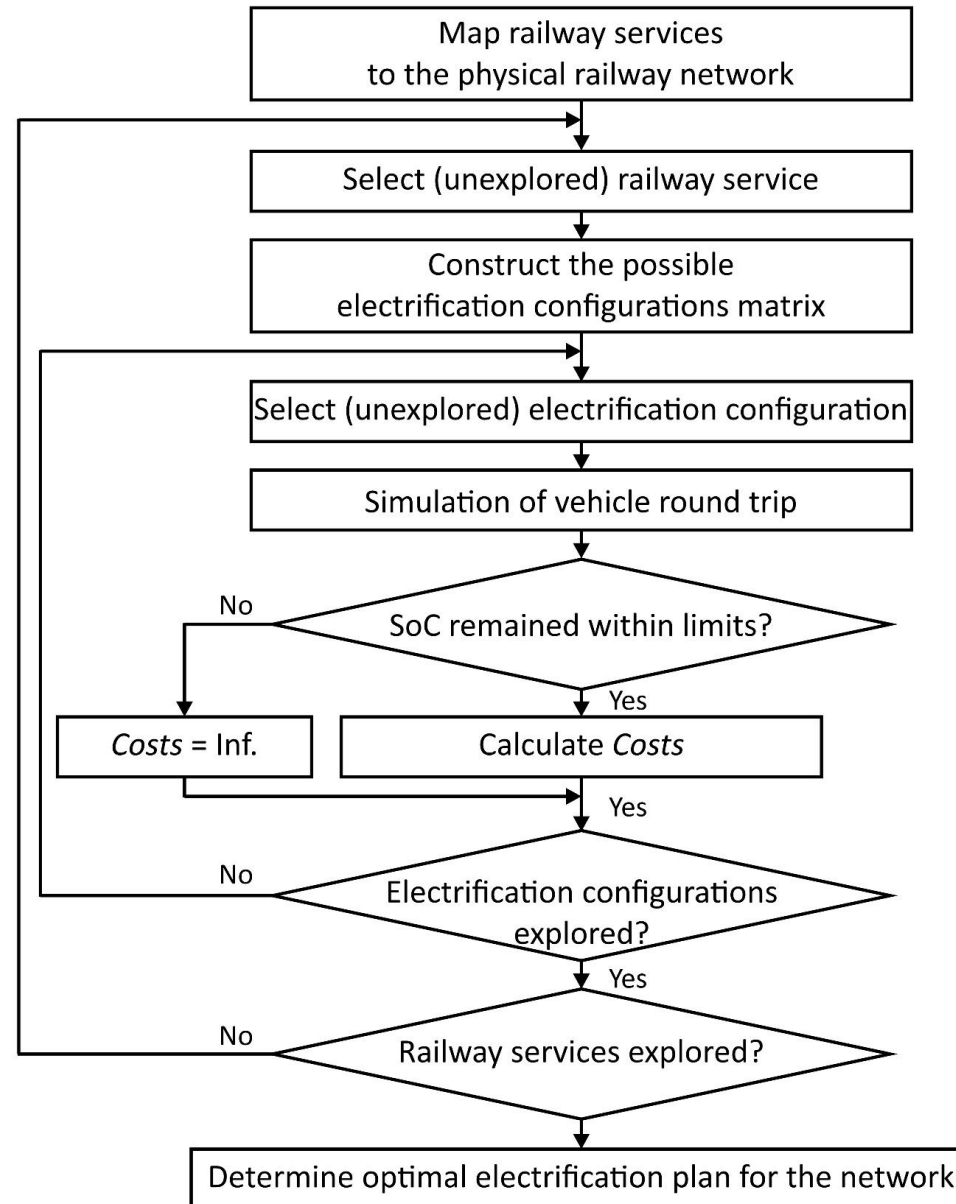 Map railway services
to the physical railway network
Select (unexplored) railway service
Construct the possible
electrification configurations matrix
Select (unexplored) electrification configuration
Simulation of vehicle round trip
No
SoC remained within limits?
Yes
Costs = Inf.
Calculate Costs
Yes
No
Electrification configurations
explored?
Yes
No
Railway services explored?
Determine optimal electrification plan for the network